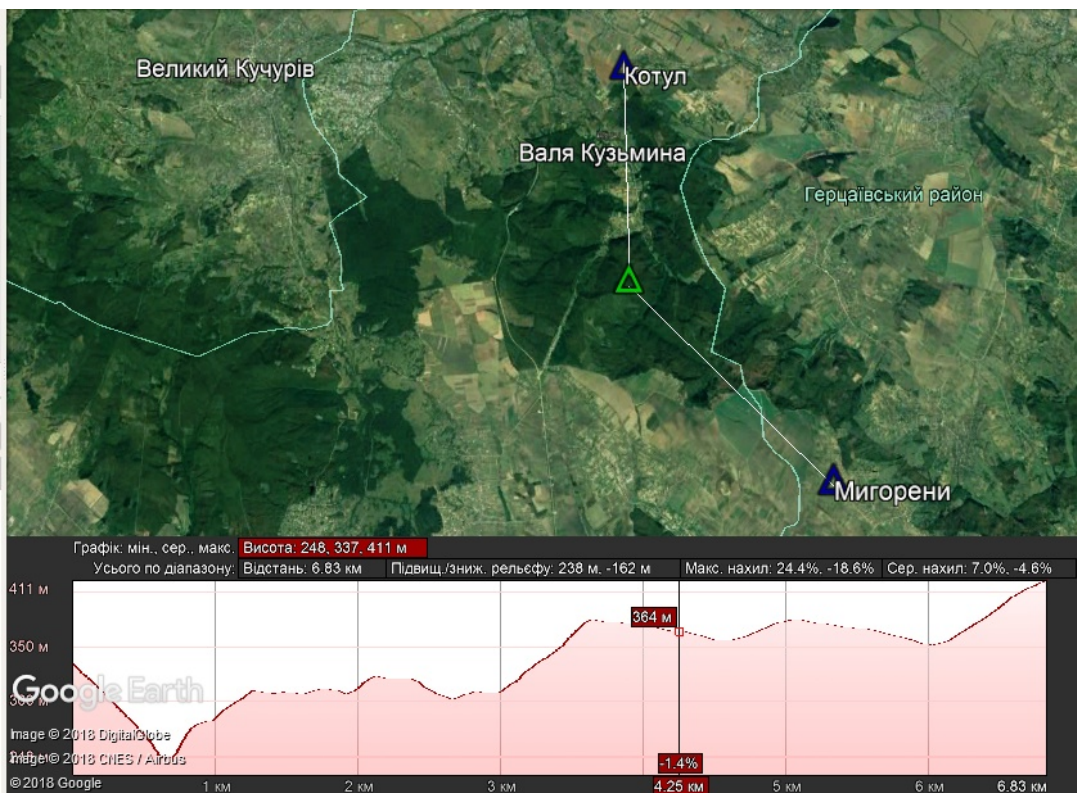 Великий Кучурів
Котул
Валя Кузьмина
Герцаївський район
Мигорени
Графік: мін., сер., макс. Висота: 248, 337, 411 м
Усього по діапазону: Відстань: 6.83 км Підвищ./зниж. рельєфу: 238 м, -162 м Макс. нахил: 24.4%, -18.6% Сер. нахил: 7.0%, -4.6%
411 м
364 м
350 м
300 м
Google Earth
Image © 2018 DigitalGlobe
248 м
Image © 2018 CNES / Airbus
-1.4%
© 2018 Google
1 км 2 км 3 км 4.25 км 5 км 6 км 6.83 км